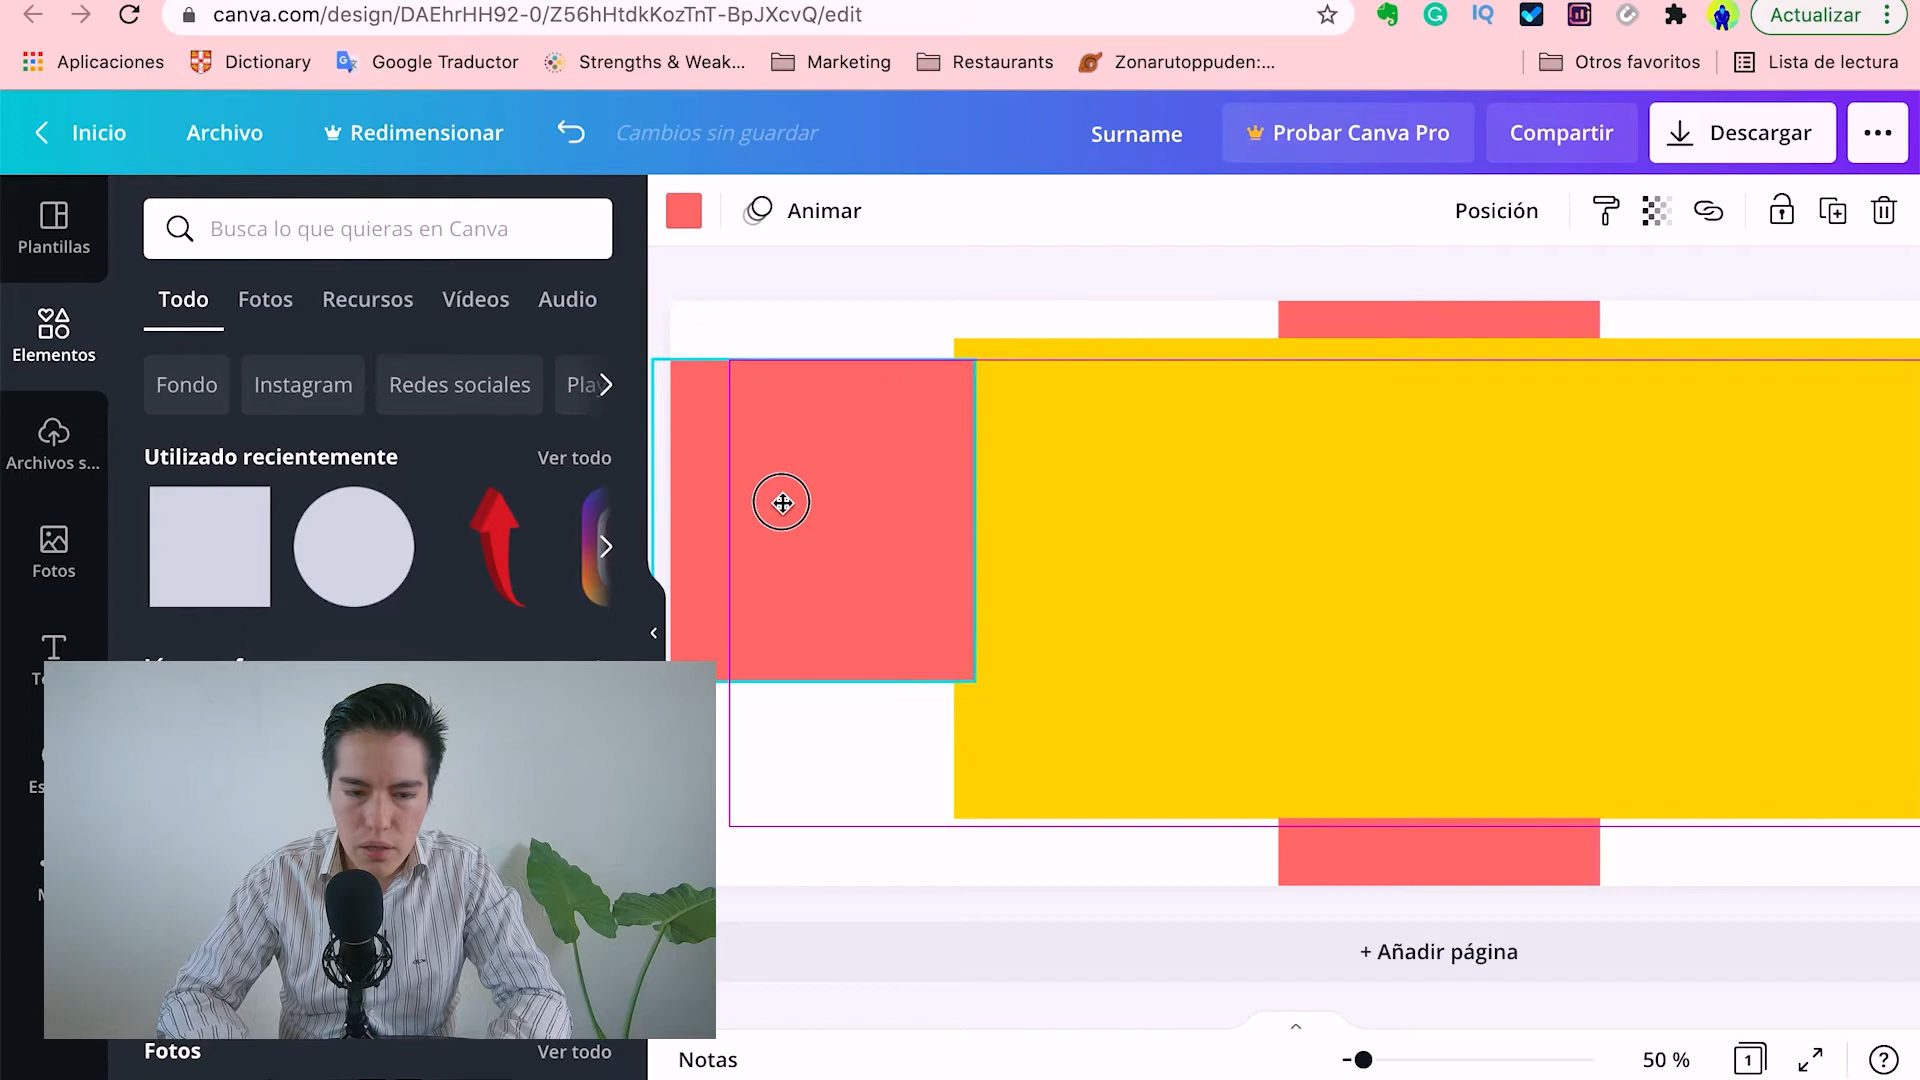 canva.com/design/DAEhrHH92-0/Z56hHtdkKozTnT-BpJXcvQ/edit
Actualizar
Aplicaciones
Dictionary
Google Traductor
Strengths & Weak...
Marketing
Restaurants
Zonarutoppuden:...
Otros favoritos
Lista de lectura
Inicio
Archivo
Redimensionar
Cambios sin guardar
Surname
Probar Canva Pro
Compartir
Descargar
Plantillas
Elementos
Archivos s...
Fotos
Busca lo que quieras en Canva
Todo
Fotos
Recursos
Vídeos
Audio
Fondo
Instagram
Redes sociales
Utilizado recientemente
Ver todo
Animar
Posición
+ Añadir página
Fotos
Ver todo
Notas
50 %
1